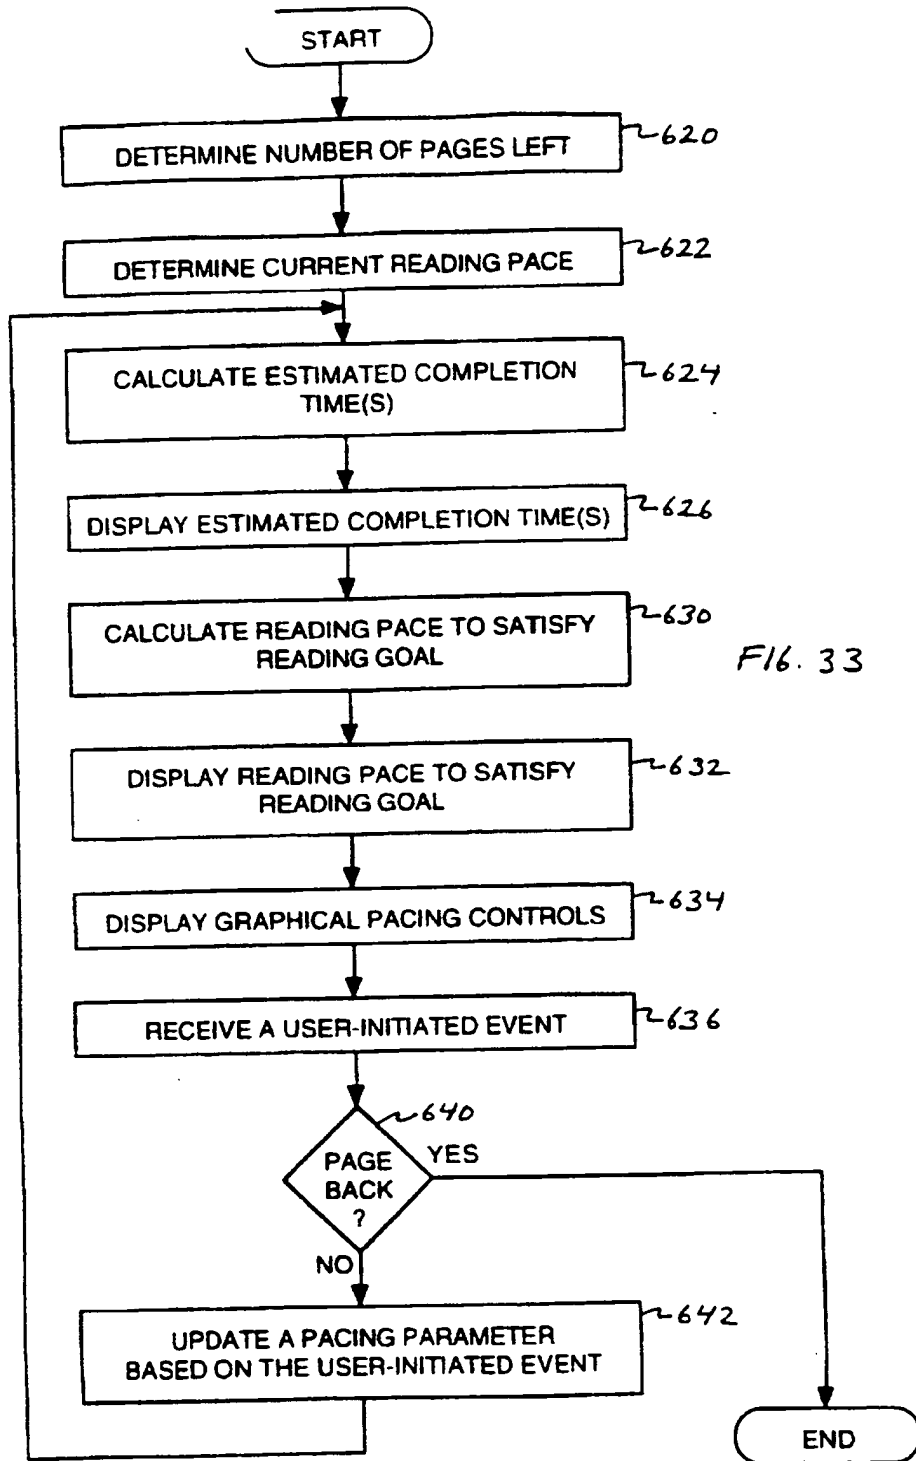 START
DETERMINE NUMBER OF PAGES LEFT
620
DETERMINE CURRENT READING PACE
622
CALCULATE ESTIMATED COMPLETION
TIME(S)
624
DISPLAY ESTIMATED COMPLETION TIME(S)
626
CALCULATE READING PACE TO SATISFY
READING GOAL
630
FIG. 33
DISPLAY READING PACE TO SATISFY
READING GOAL
632
DISPLAY GRAPHICAL PACING CONTROLS
634
RECEIVE A USER-INITIATED EVENT
636
640
PAGE
BACK
?
YES
NO
UPDATE A PACING PARAMETER
BASED ON THE USER-INITIATED EVENT
642
END